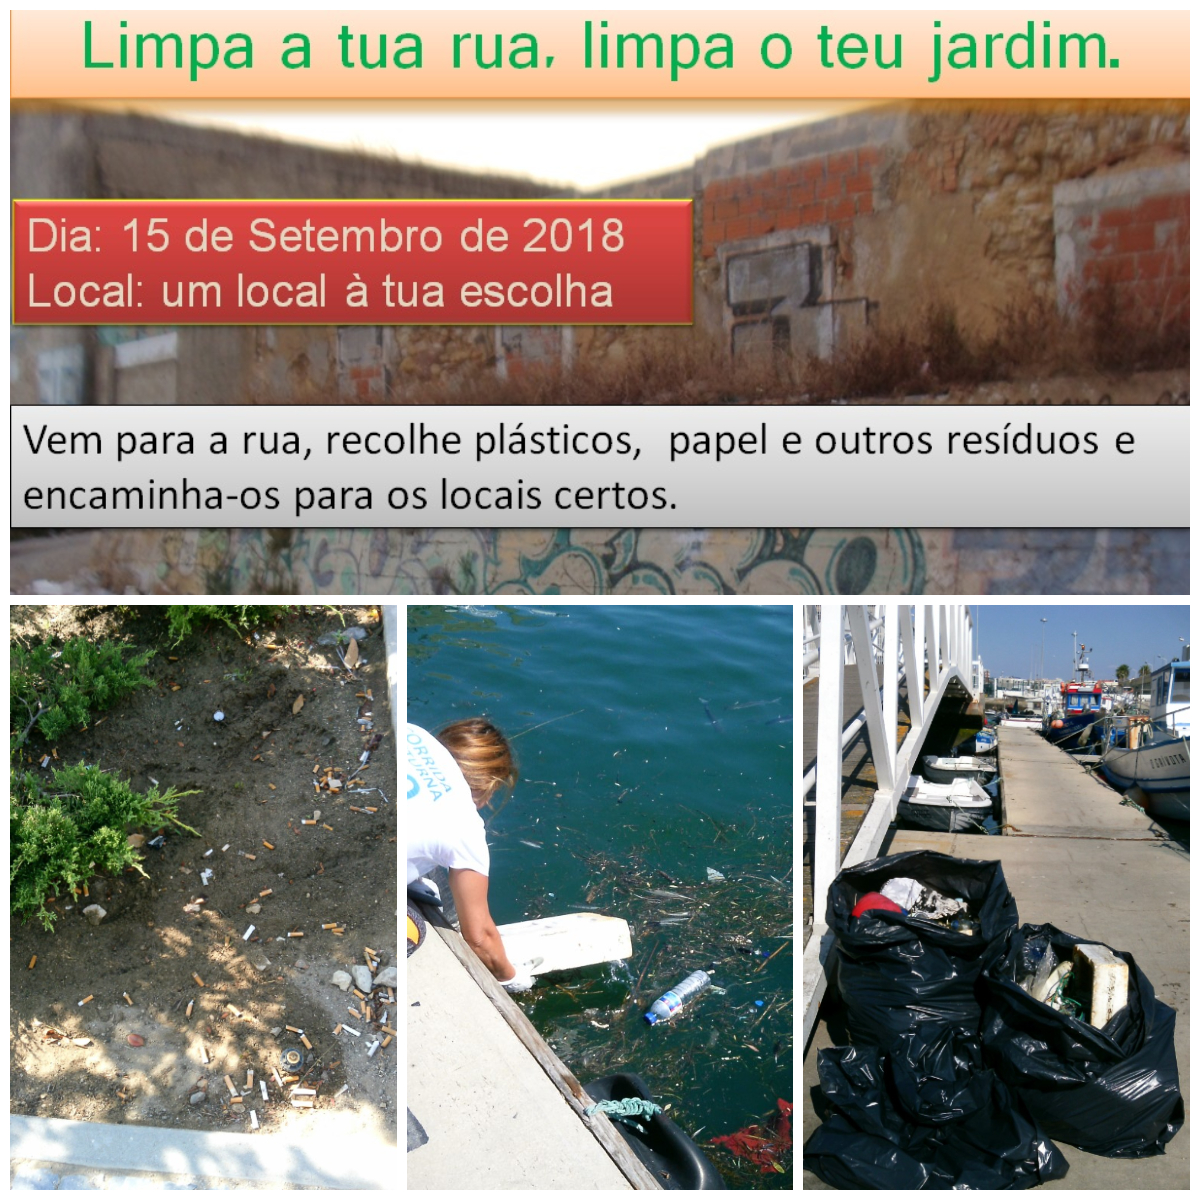 Limpa a tua rua, limpa o teu jardim.
Dia: 15 de Setembro de 2018
Local: um local à tua escolha
Vem para a rua, recolhe plásticos, papel e outros resíduos e
encaminha-os para os locais certos.
CORRIDA